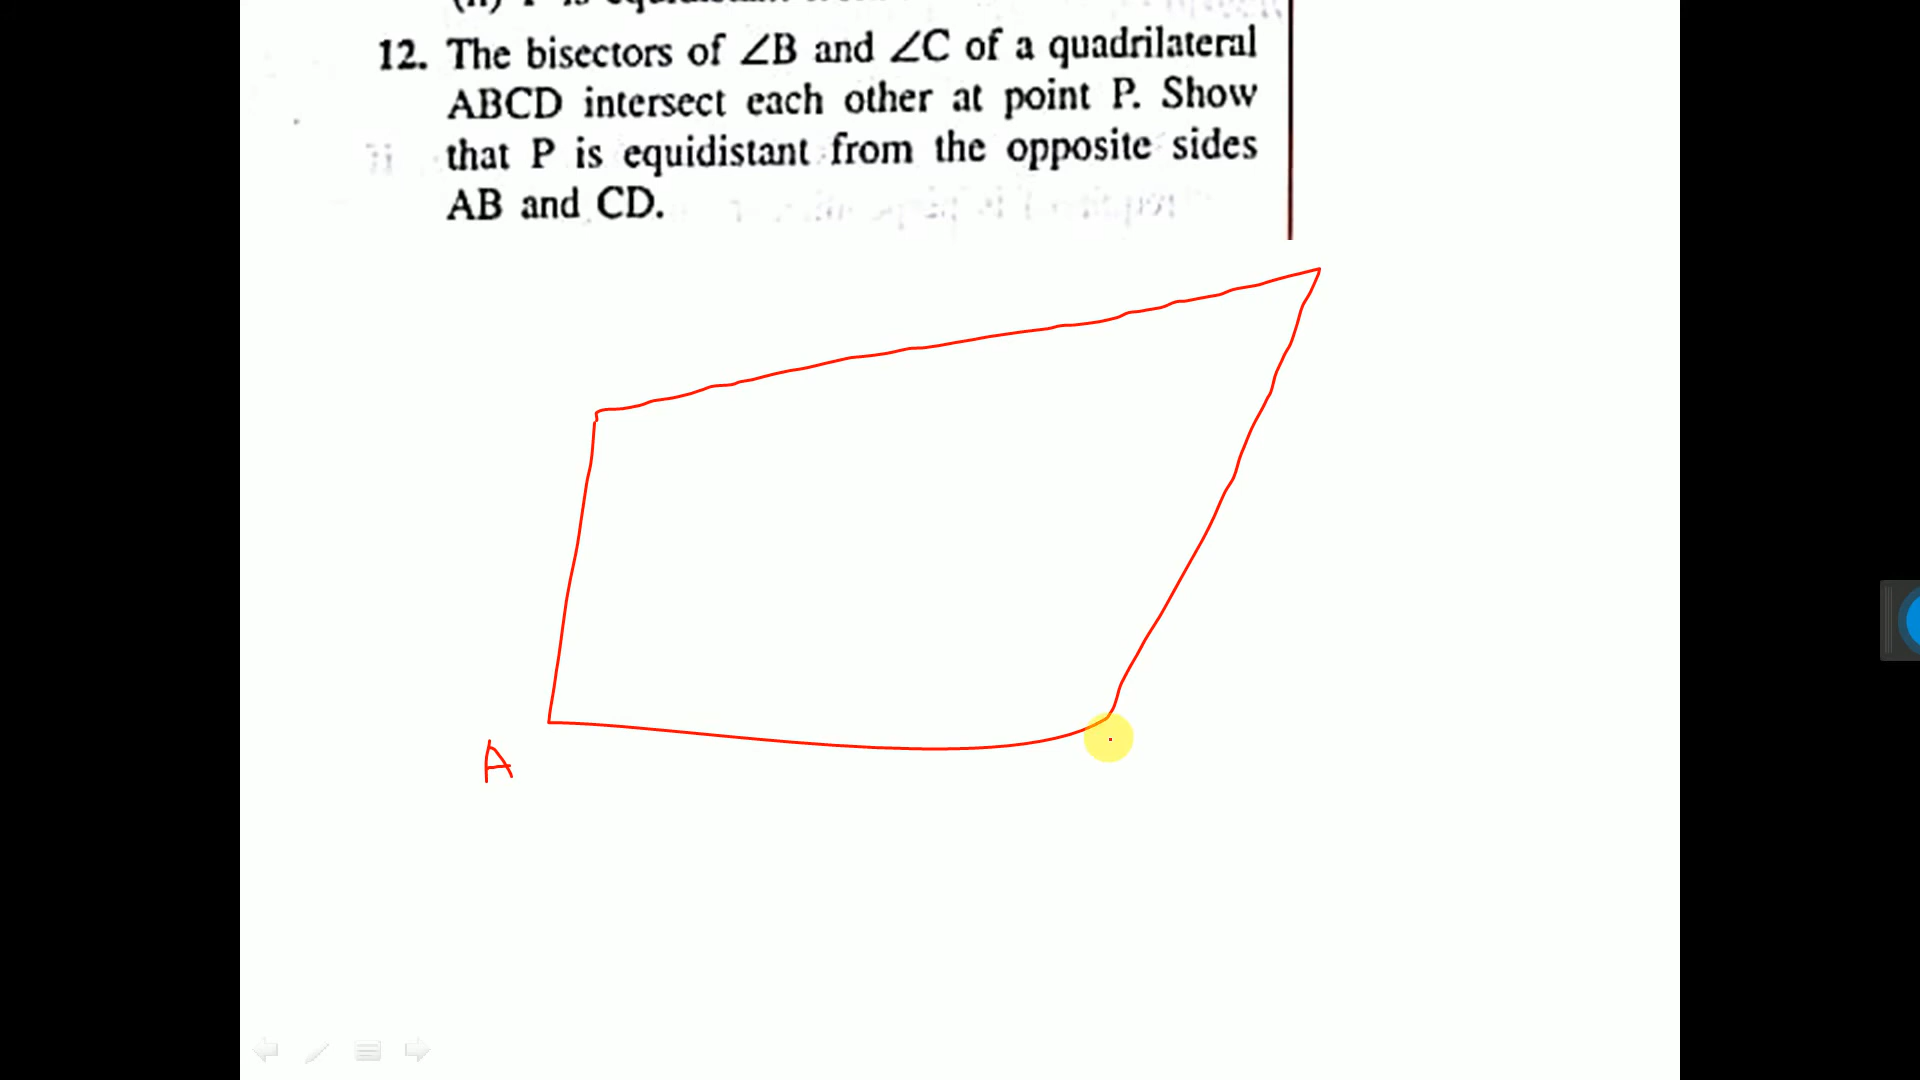 12. The bisectors of ∠B and ∠C of a quadrilateral
ABCD intersect each other at point P. Show
that P is equidistant from the opposite sides
AB and CD.
A